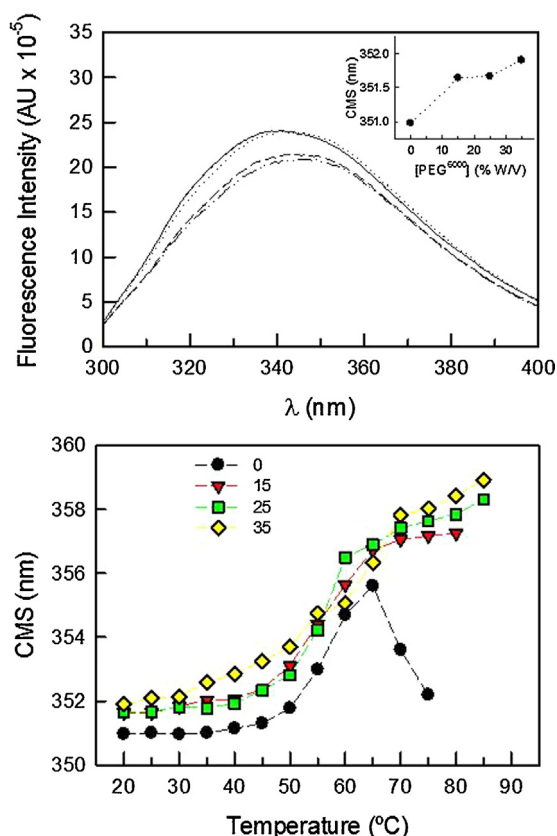 35
30
25
20
15
10
5
0
Fluorescence Intensity (AU x 10⁻⁵)
300 320 340 360 380 400
λ (nm)
352.0
351.5
351.0
CMS (nm)
0 10 20 30
[PEG⁶⁰⁰⁰] (% W/V)
360
358
356
354
352
350
CMS (nm)
0
15
25
35
20 30 40 50 60 70 80 90
Temperature (ºC)